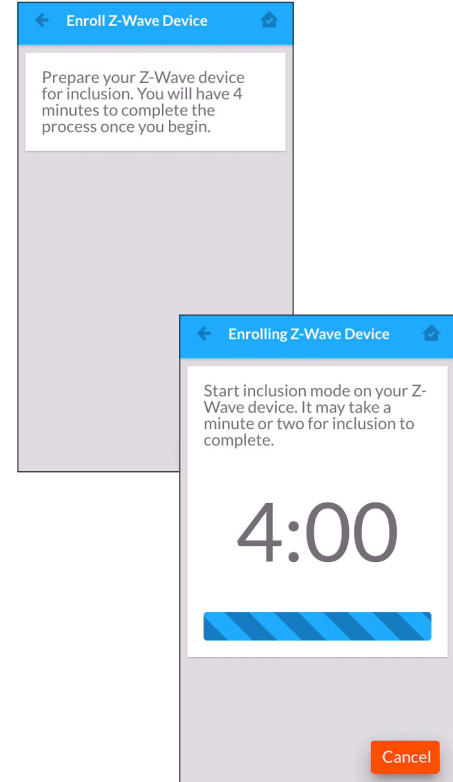 Enroll Z-Wave Device
Prepare your Z-Wave device
for inclusion. You will have 4
minutes to complete the
process once you begin.
Enrolling Z-Wave Device
Start inclusion mode on your Z-
Wave device. It may take a
minute or two for inclusion to
complete.
4:00
Cancel